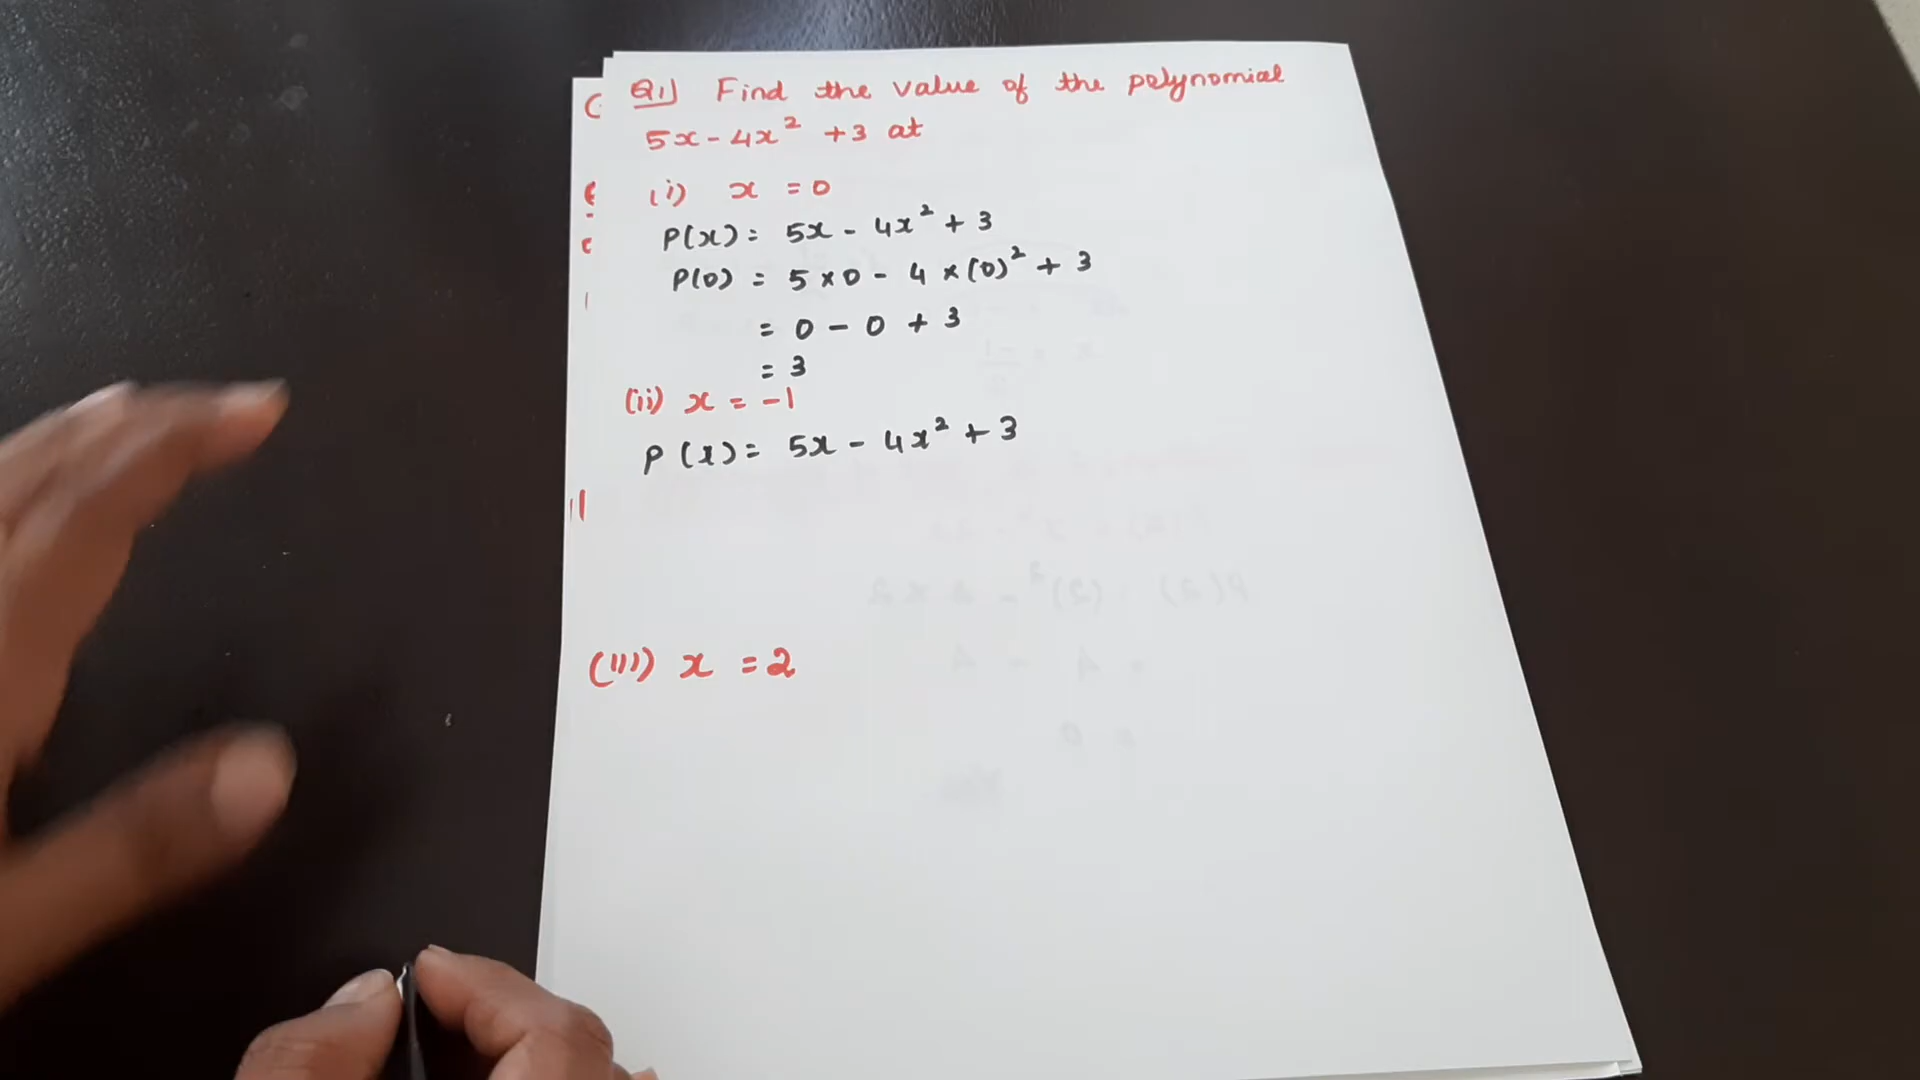 Q1) Find the value of the polynomial
5x - 4x² + 3 at
(i) x = 0
P(x) = 5x - 4x² + 3
P(0) = 5 × 0 - 4 × (0)² + 3
= 0 - 0 + 3
= 3
(ii) x = -1
P(x) = 5x - 4x² + 3
(iii) x = 2